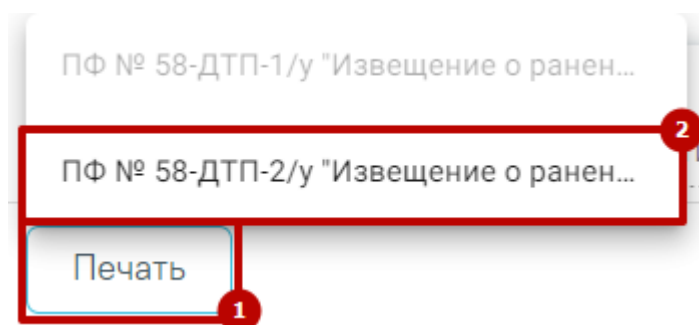 ПФ № 58-ДТП-1/у "Извещение о ранен...
2
ПФ № 58-ДТП-2/у "Извещение о ранен...
Печать
1